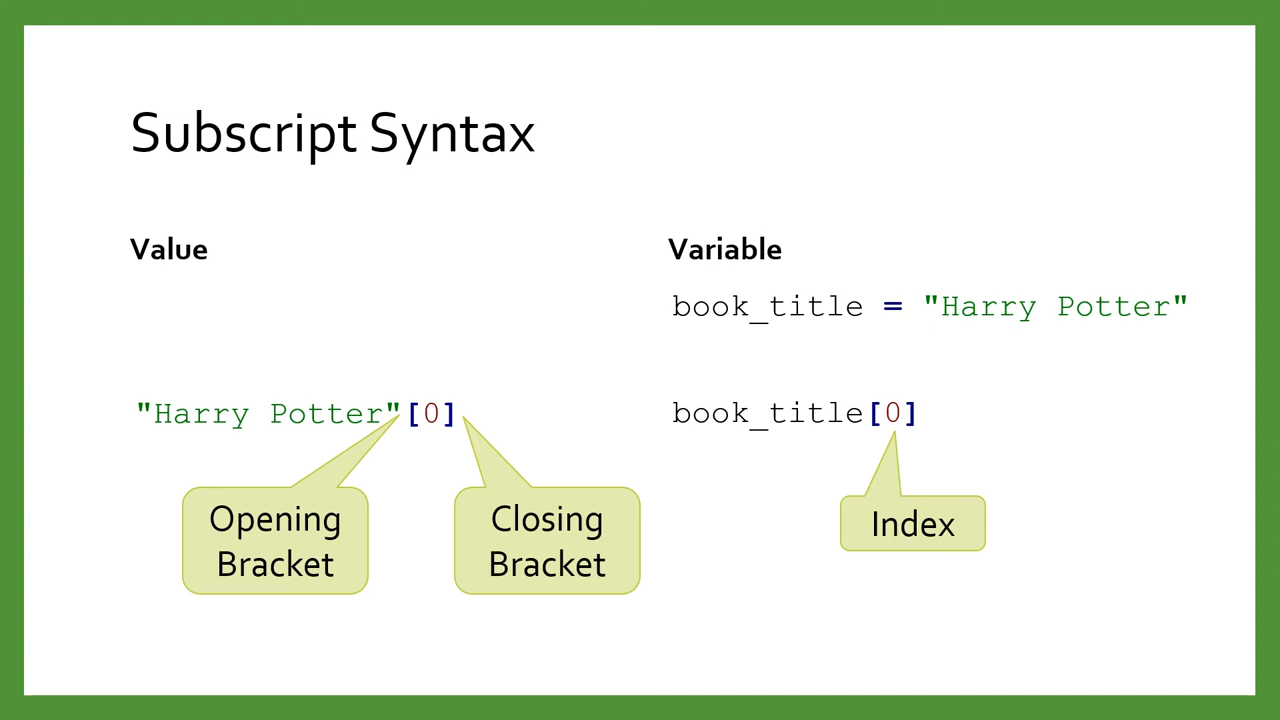 Subscript Syntax
Value
"Harry Potter"[0]
Opening
Bracket
Closing
Bracket
Variable
book_title = "Harry Potter"
book_title[0]
Index